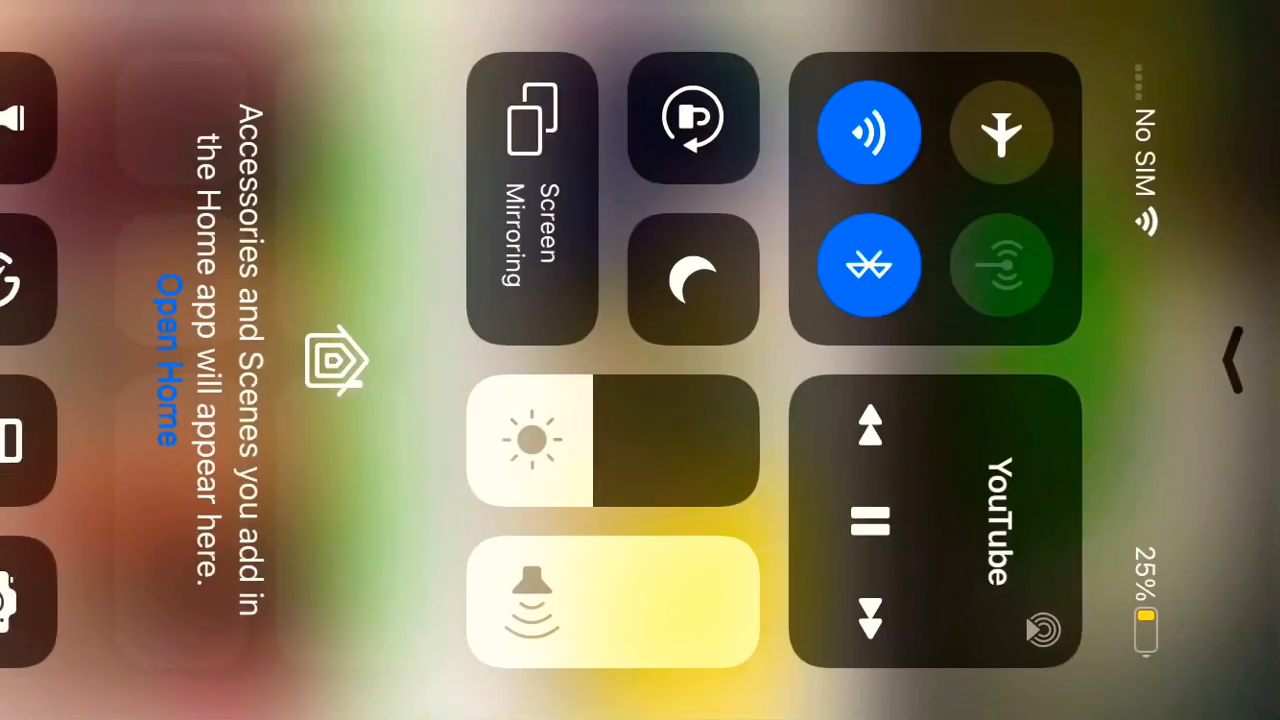 No SIM
25%
YouTube
Screen
Mirroring
Accessories and Scenes you add in
the Home app will appear here.
Open Home